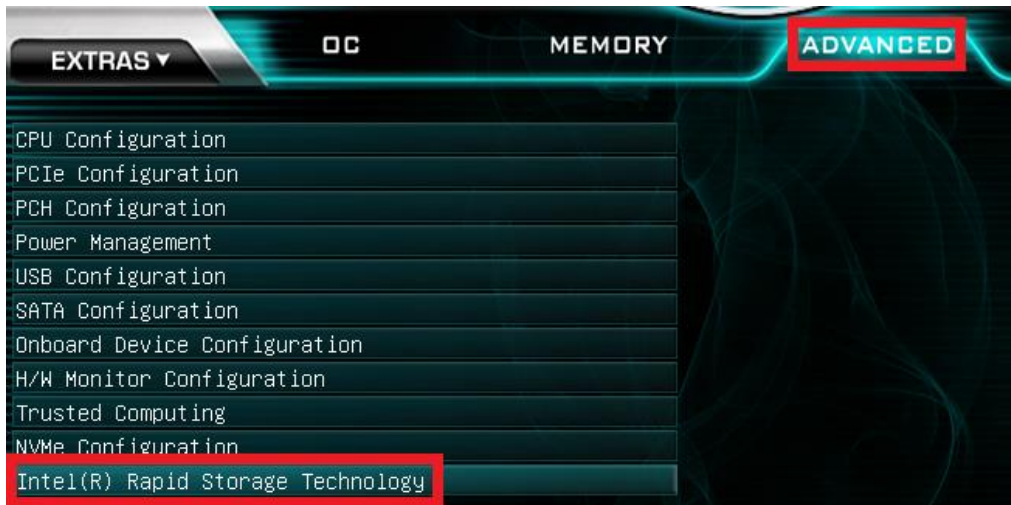 EXTRAS OC MEMORY ADVANCED
CPU Configuration
PCIe Configuration
PCH Configuration
Power Management
USB Configuration
SATA Configuration
Onboard Device Configuration
H/W Monitor Configuration
Trusted Computing
NVMe Configuration
Intel(R) Rapid Storage Technology